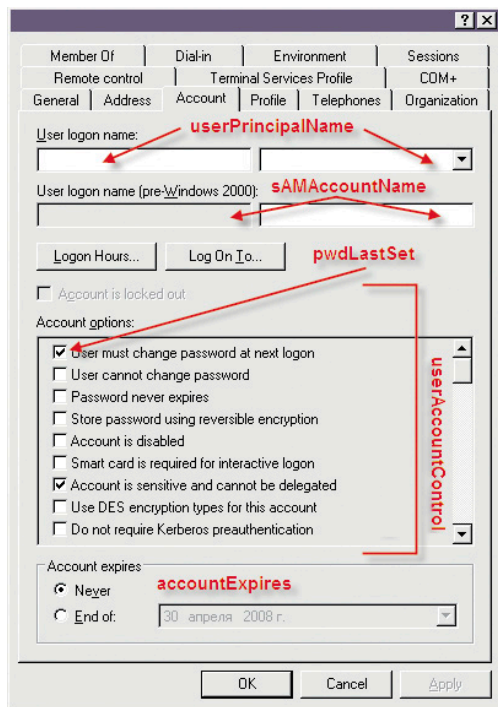 Member Of Dial-in Environment Sessions
Remote control Terminal Services Profile COM+
General Address Account Profile Telephones Organization
User logon name: userPrincipalName
User logon name (pre-Windows 2000): sAMAccountName
Logon Hours... Log On To... pwdLastSet
Account is locked out
Account options:
User must change password at next logon
User cannot change password
Password never expires
Store password using reversible encryption
Account is disabled
Smart card is required for interactive logon
Account is sensitive and cannot be delegated
Use DES encryption types for this account
Do not require Kerberos preauthentication
userAccountControl
Account expires
Never accountExpires
End of: 30 апреля 2008 г.
OK Cancel Apply